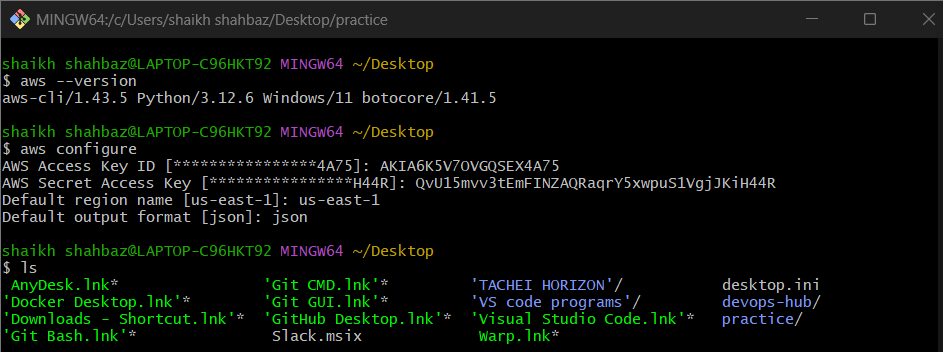 MINGW64:/c/Users/shaikh shahbaz/Desktop/practice
shaikh shahbaz@LAPTOP-C96HKT92 MINGW64 ~/Desktop
$ aws --version
aws-cli/1.43.5 Python/3.12.6 Windows/11 botocore/1.41.5
shaikh shahbaz@LAPTOP-C96HKT92 MINGW64 ~/Desktop
$ aws configure
AWS Access Key ID [****************4A75]: AKIA6K5V7OVGQSEX4A75
AWS Secret Access Key [****************H44R]: 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
Default region name [us-east-1]: us-east-1
Default output format [json]: json
shaikh shahbaz@LAPTOP-C96HKT92 MINGW64 ~/Desktop
$ ls
AnyDesk.lnk* 'Git CMD.lnk'* 'TACHEI HORIZON'/ desktop.ini
'Docker Desktop.lnk'* 'Git GUI.lnk'* 'VS code programs'/ devops-hub/
'Downloads - Shortcut.lnk'* 'GitHub Desktop.lnk'* 'Visual Studio Code.lnk'* practice/
'Git Bash.lnk'* Slack.msix Warp.lnk*